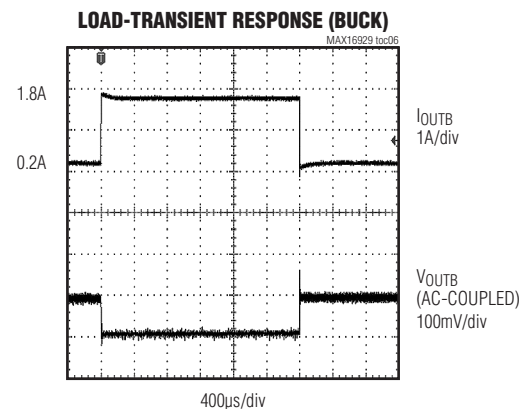 LOAD-TRANSIENT RESPONSE (BUCK)
MAX16929 toc06
1.8A
IOUTB
1A/div
0.2A
VOUTB
(AC-COUPLED)
100mV/div
400µs/div